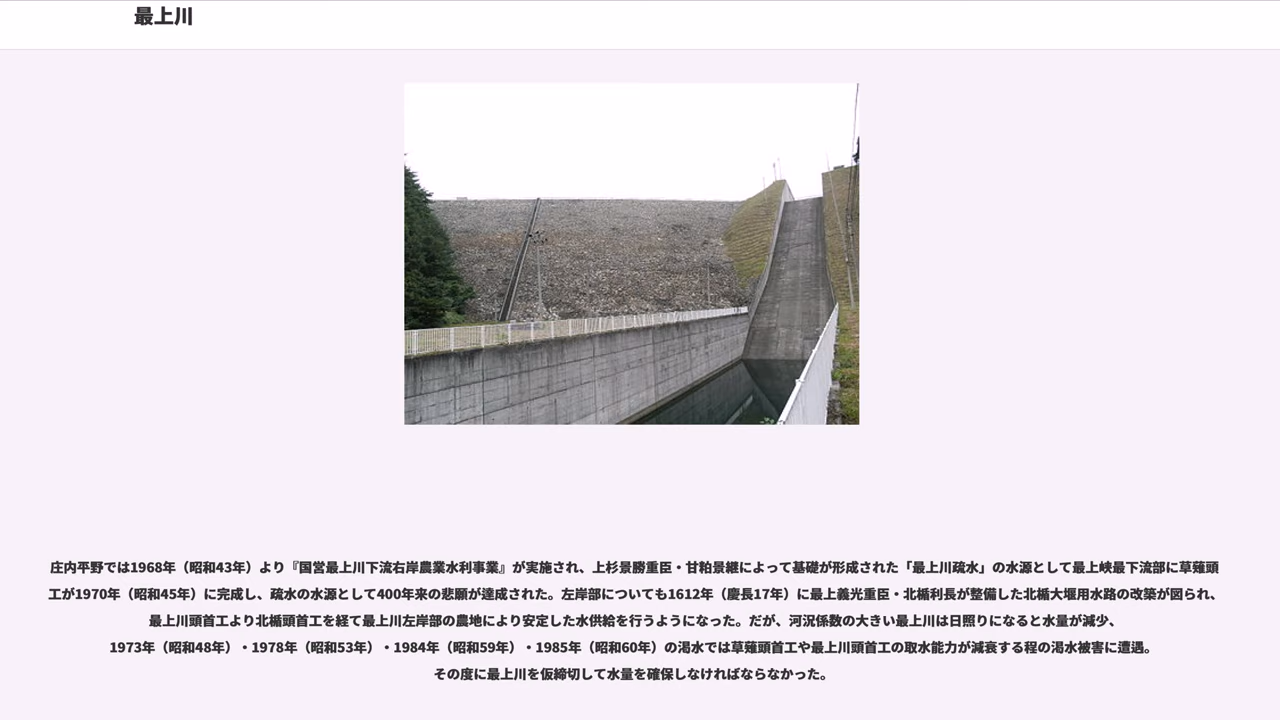 最上川
庄内平野では1968年（昭和43年）より『国営最上川下流右岸農業水利事業』が実施され、上杉景勝重臣・甘粕景継によって基礎が形成された「最上川疏水」の水源として最上峡最下流部に草薙頭
工が1970年（昭和45年）に完成し、疏水の水源として400年来の悲願が達成された。左岸部についても1612年（慶長17年）に最上義光重臣・北楯利長が整備した北楯大堰用水路の改築が図られ、
最上川頭首工より北楯頭首工を経て最上川左岸部の農地により安定した水供給を行うようになった。だが、河況係数の大きい最上川は日照りになると水量が減少、
1973年（昭和48年）・1978年（昭和53年）・1984年（昭和59年）・1985年（昭和60年）の渇水では草薙頭首工や最上川頭首工の取水能力が減衰する程の渇水被害に遭遇。
その度に最上川を仮締切して水量を確保しなければならなかった。